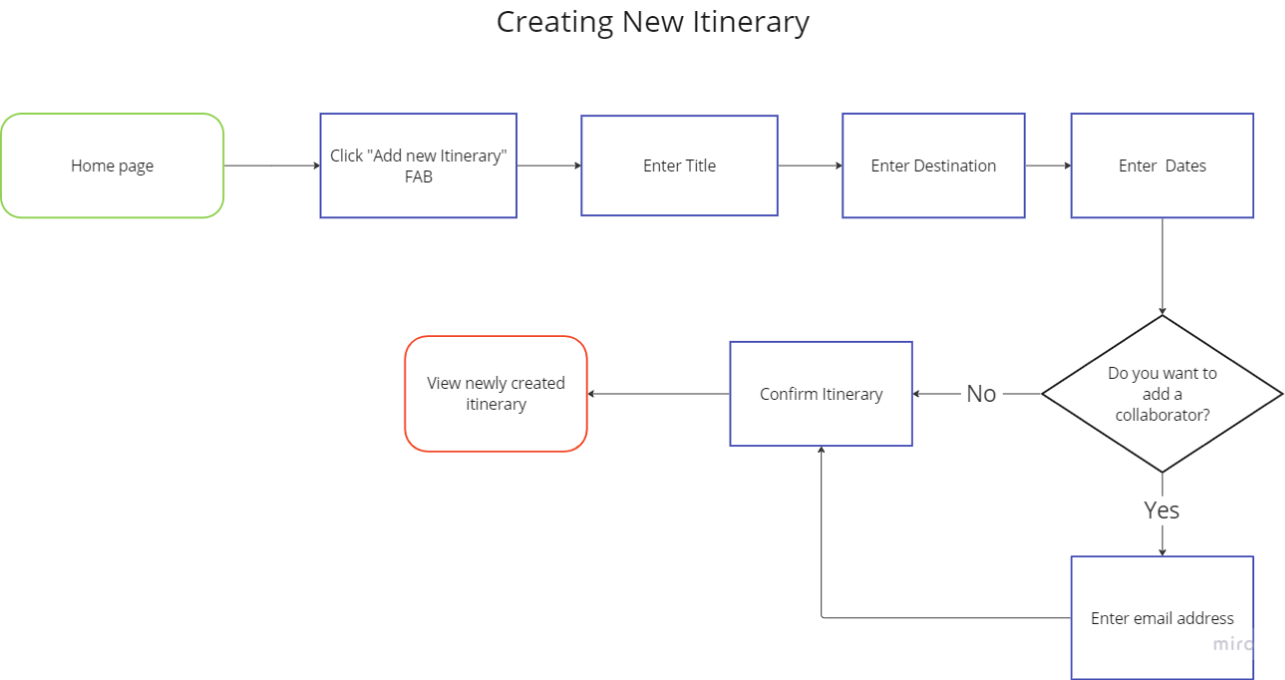 Creating New Itinerary
Home page
Click "Add new Itinerary"
FAB
Enter Title
Enter Destination
Enter Dates
Do you want to
add a
collaborator?
No
Confirm Itinerary
View newly created
itinerary
Yes
Enter email address
miro